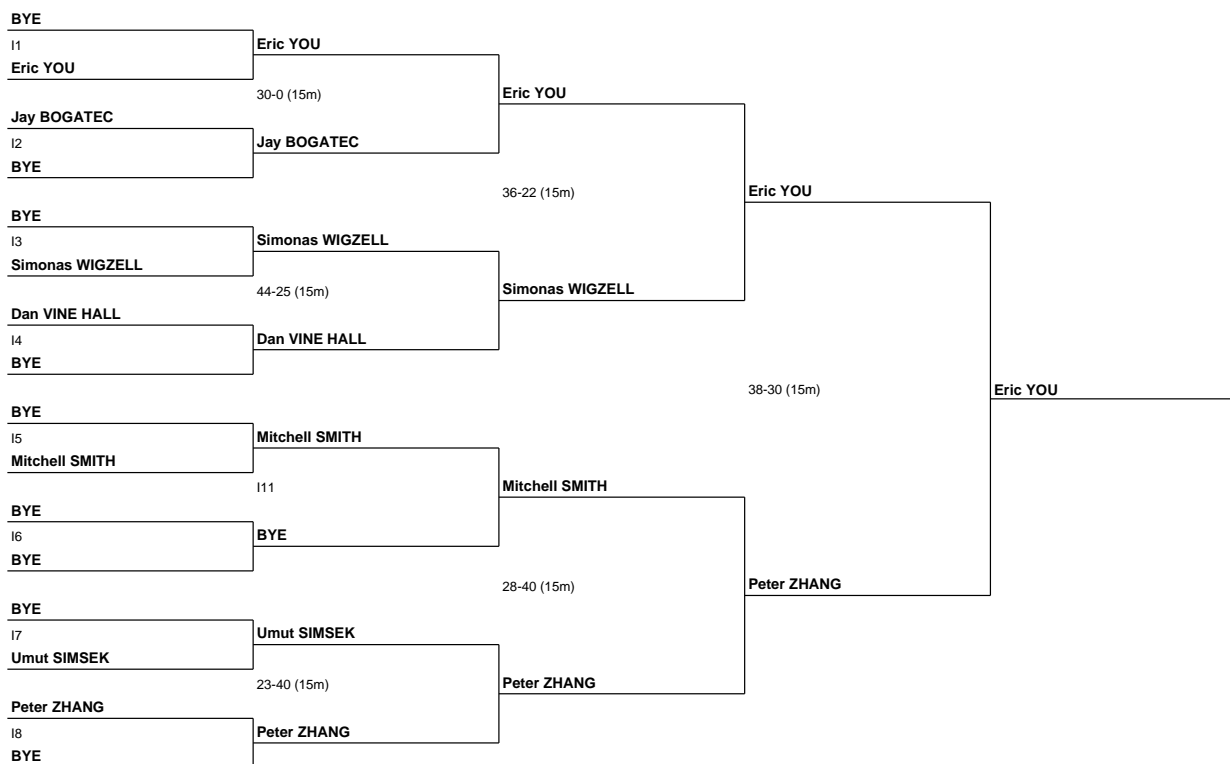 BYE
I1
Eric YOU
Jay BOGATEC
I2
BYE
BYE
I3
Simonas WIGZELL
Dan VINE HALL
I4
BYE
BYE
I5
Mitchell SMITH
BYE
I6
BYE
BYE
I7
Umut SIMSEK
Peter ZHANG
I8
BYE
Eric YOU
30-0 (15m)
Jay BOGATEC
Simonas WIGZELL
44-25 (15m)
Dan VINE HALL
Mitchell SMITH
I11
BYE
Umut SIMSEK
23-40 (15m)
Peter ZHANG
Eric YOU
36-22 (15m)
Simonas WIGZELL
Mitchell SMITH
28-40 (15m)
Peter ZHANG
Eric YOU
38-30 (15m)
Peter ZHANG
Eric YOU